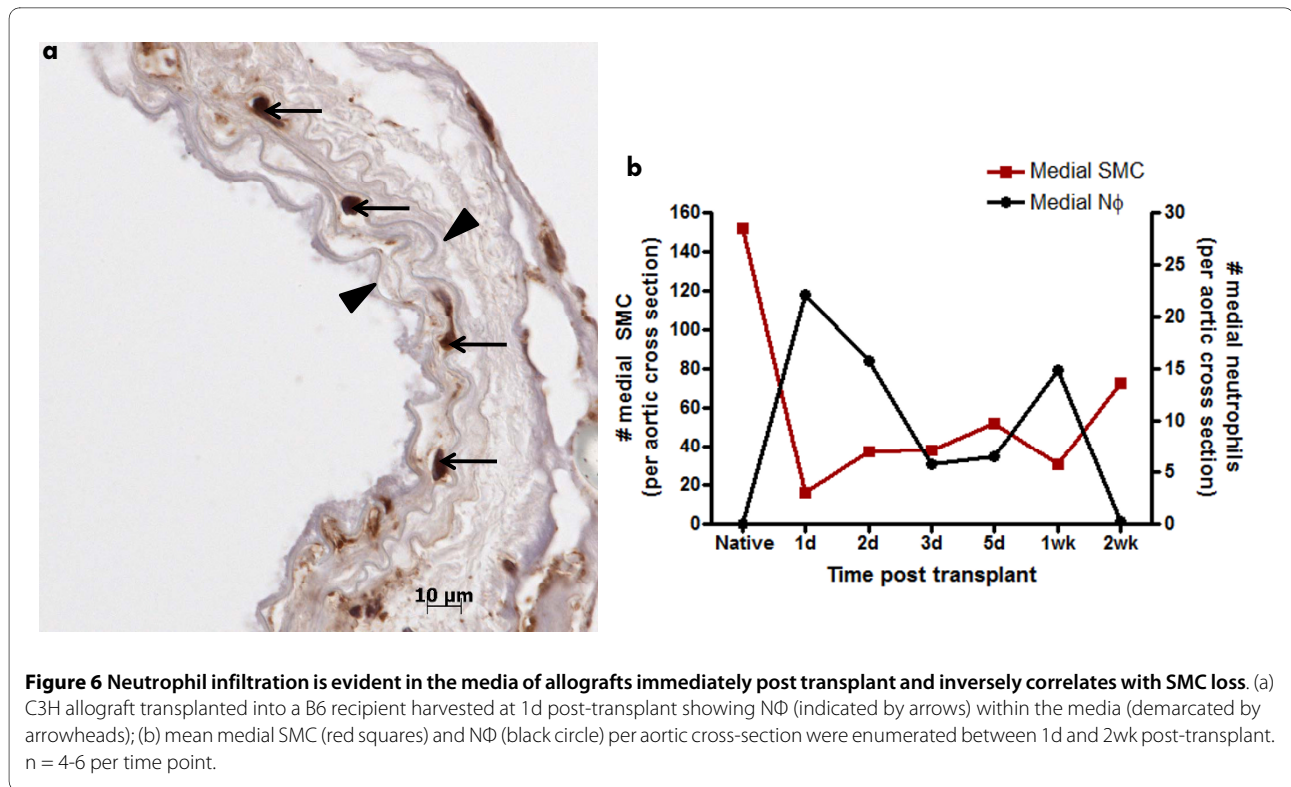 a
10 µm
b
Medial SMC
Medial Nϕ
# medial SMC
(per aortic cross section)
160
140
120
100
80
60
40
20
0
30
25
20
15
10
5
0
# medial neutrophils
(per aortic cross section)
Native 1d 2d 3d 5d 1wk 2wk
Time post transplant
Figure 6 Neutrophil infiltration is evident in the media of allografts immediately post transplant and inversely correlates with SMC loss. (a)
C3H allograft transplanted into a B6 recipient harvested at 1d post-transplant showing NΦ (indicated by arrows) within the media (demarcated by
arrowheads); (b) mean medial SMC (red squares) and NΦ (black circle) per aortic cross-section were enumerated between 1d and 2wk post-transplant.
n = 4-6 per time point.